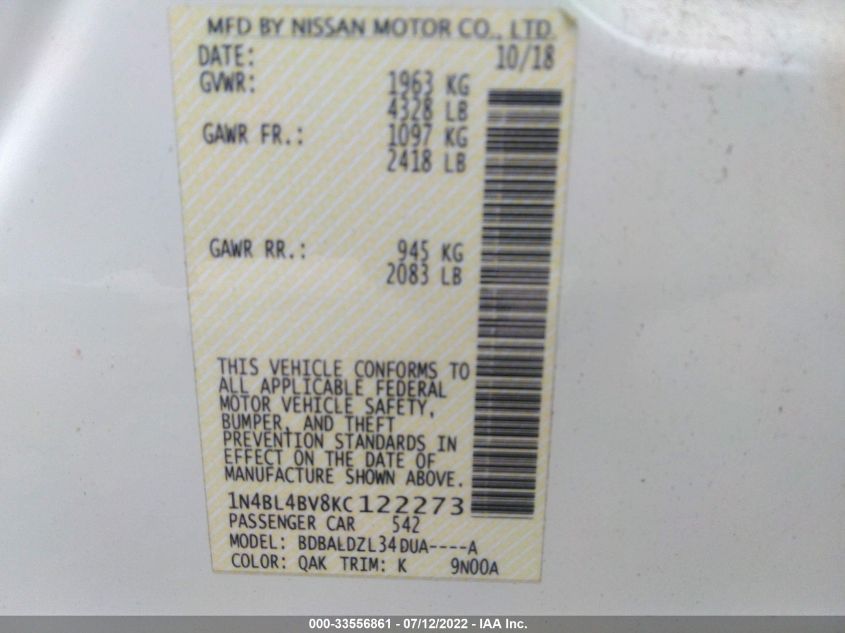 MFD BY NISSAN MOTOR CO., LTD.
DATE: 10/18
GVWR: 1963 KG
4328 LB
GAWR FR.: 1097 KG
2418 LB
GAWR RR.: 945 KG
2083 LB
THIS VEHICLE CONFORMS TO
ALL APPLICABLE FEDERAL
MOTOR VEHICLE SAFETY,
BUMPER, AND THEFT
PREVENTION STANDARDS IN
EFFECT ON THE DATE OF
MANUFACTURE SHOWN ABOVE.
1N4BL4BV8KC122273
PASSENGER CAR 542
MODEL: BDBALDZL34DUA----A
COLOR: QAK TRIM: K 9N00A
000-33556861 - 07/12/2022 - IAA Inc.